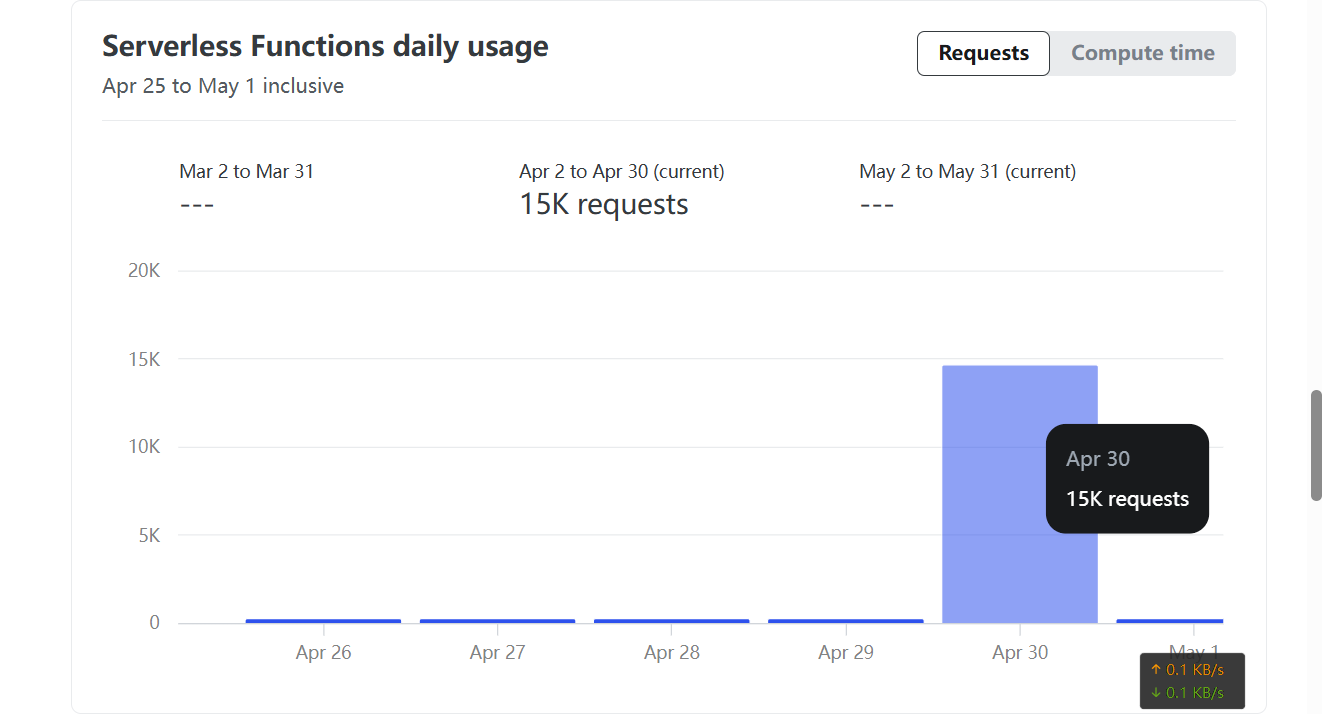 Serverless Functions daily usage
Apr 25 to May 1 inclusive
Requests
Compute time
Mar 2 to Mar 31
---
Apr 2 to Apr 30 (current)
15K requests
May 2 to May 31 (current)
---
20K
15K
10K
5K
0
Apr 30
15K requests
Apr 26
Apr 27
Apr 28
Apr 29
Apr 30
May 1
↑ 0.1 KB/s
↓ 0.1 KB/s